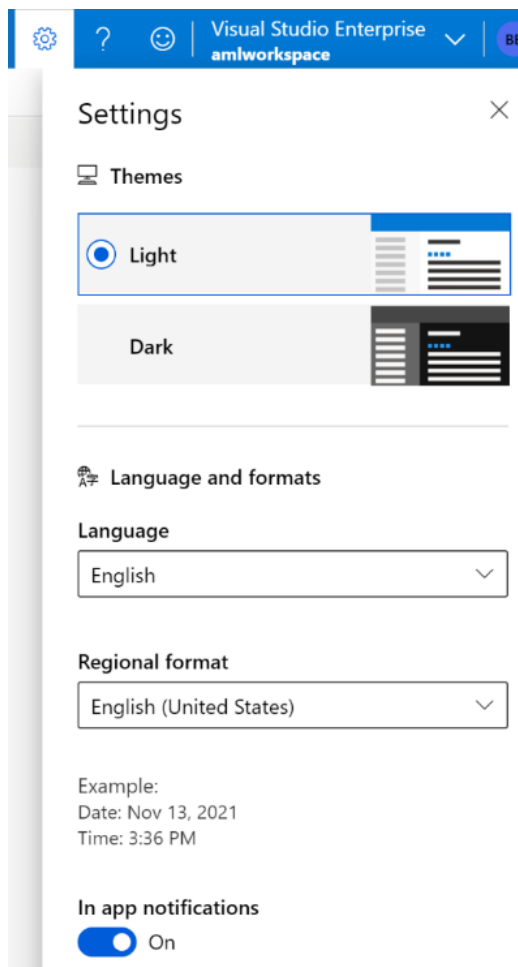 ?
Visual Studio Enterprise
amlworkspace
BE
Settings
Themes
Light
Dark
Language and formats
Language
English
Regional format
English (United States)
Example:
Date: Nov 13, 2021
Time: 3:36 PM
In app notifications
On